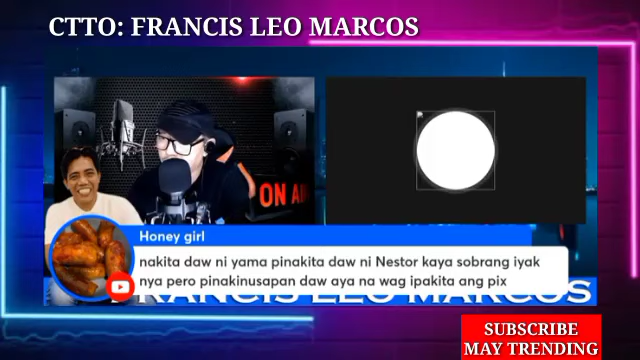 CTTO: FRANCIS LEO MARCOS
ON AIR
Honey girl
nakita daw ni yama pinakita daw ni Nestor kaya sobrang iyak
nya pero pinakinusapan daw aya na wag ipakita ang pix
FRANCIS LEO MARCOS
SUBSCRIBE
MAY TRENDING